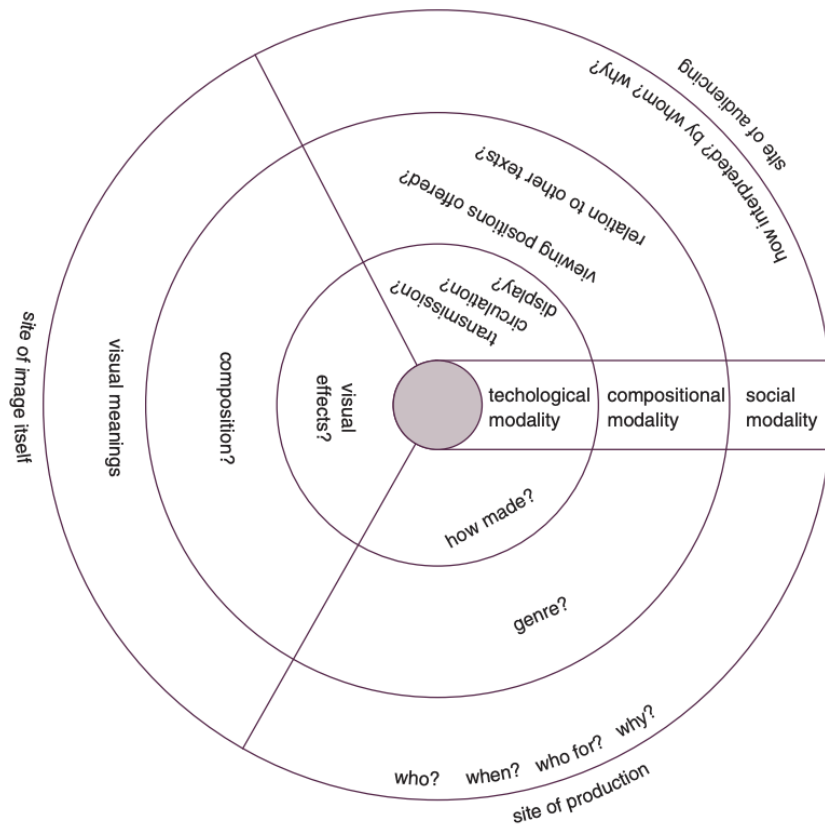 site of audiencing
how interpreted? by whom? why?
relation to other texts?
viewing positions offered?
display?
circulation?
transmission?
techological
modality
compositional
modality
social
modality
site of image itself
visual meanings
composition?
visual
effects?
how made?
genre?
who? when? who for? why?
site of production